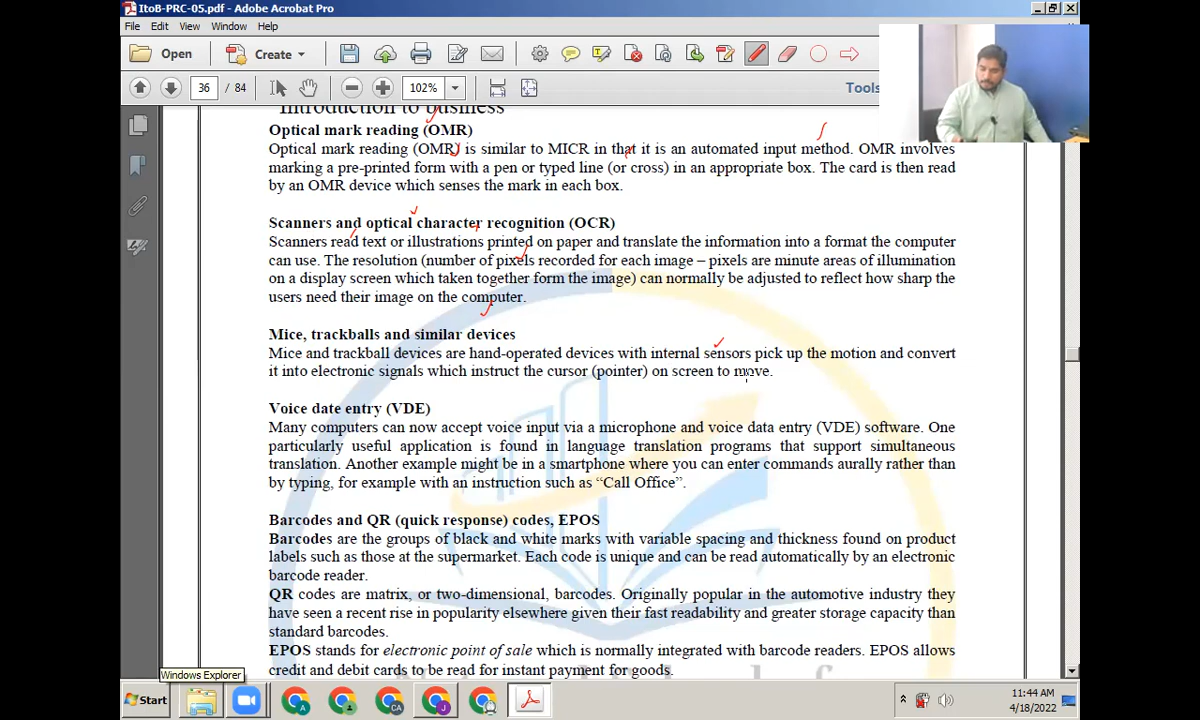 ItoB-PRC-05.pdf - Adobe Acrobat Pro
File Edit View Window Help
Open Create
36 / 84 102% Tools
Introduction to business
Optical mark reading (OMR)
Optical mark reading (OMR) is similar to MICR in that it is an automated input method. OMR involves
marking a pre-printed form with a pen or typed line (or cross) in an appropriate box. The card is then read
by an OMR device which senses the mark in each box.
Scanners and optical character recognition (OCR)
Scanners read text or illustrations printed on paper and translate the information into a format the computer
can use. The resolution (number of pixels recorded for each image – pixels are minute areas of illumination
on a display screen which taken together form the image) can normally be adjusted to reflect how sharp the
users need their image on the computer.
Mice, trackballs and similar devices
Mice and trackball devices are hand-operated devices with internal sensors pick up the motion and convert
it into electronic signals which instruct the cursor (pointer) on screen to move.
Voice date entry (VDE)
Many computers can now accept voice input via a microphone and voice data entry (VDE) software. One
particularly useful application is found in language translation programs that support simultaneous
translation. Another example might be in a smartphone where you can enter commands aurally rather than
by typing, for example with an instruction such as “Call Office”.
Barcodes and QR (quick response) codes, EPOS
Barcodes are the groups of black and white marks with variable spacing and thickness found on product
labels such as those at the supermarket. Each code is unique and can be read automatically by an electronic
barcode reader.
QR codes are matrix, or two-dimensional, barcodes. Originally popular in the automotive industry they
have seen a recent rise in popularity elsewhere given their fast readability and greater storage capacity than
standard barcodes.
EPOS stands for electronic point of sale which is normally integrated with barcode readers. EPOS allows
credit and debit cards to be read for instant payment for goods.
Windows Explorer
Start
11:44 AM
4/18/2022